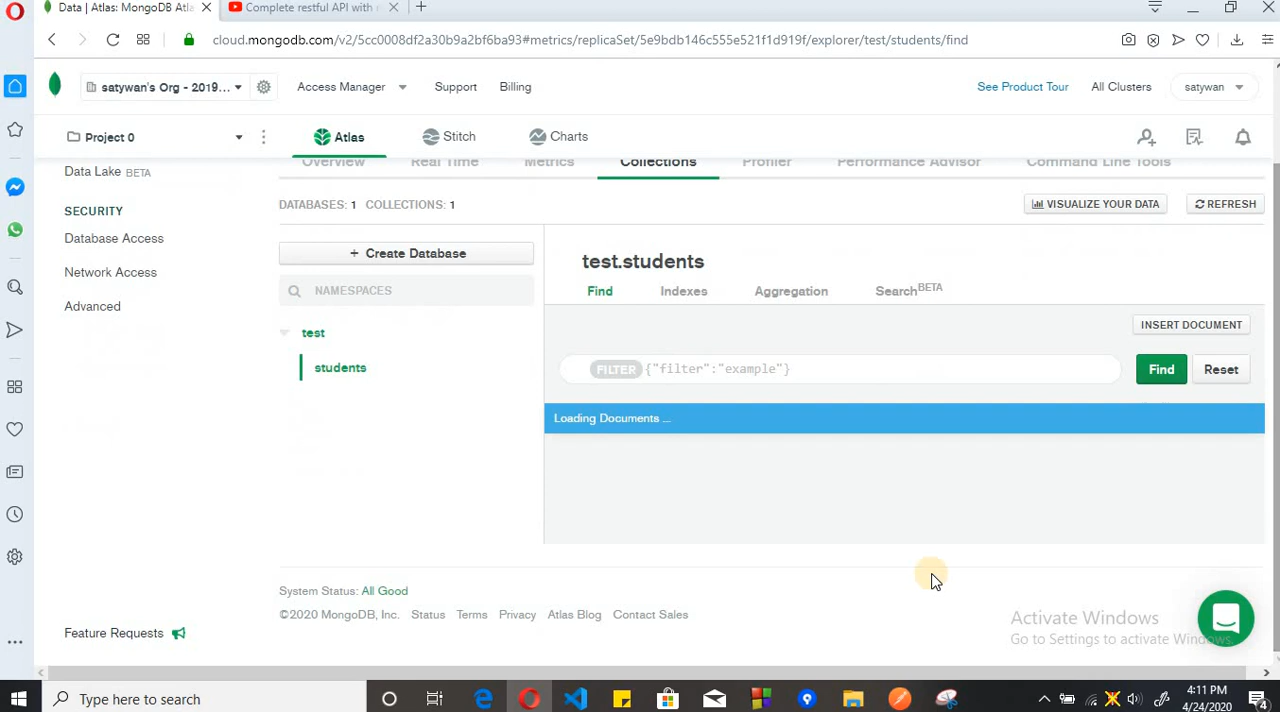 Data | Atlas: MongoDB Atl
Complete restful API with
cloud.mongodb.com/v2/5cc0008df2a30b9a2bf6ba93#metrics/replicaSet/5e9bdb146c555e521f1d919f/explorer/test/students/find
satywan's Org - 2019...
Access Manager
Support
Billing
See Product Tour
All Clusters
satywan
Project 0
Atlas
Stitch
Charts
Overview
Real Time
Metrics
Collections
Profiler
Performance Advisor
Command Line Tools
Data Lake BETA
SECURITY
Database Access
Network Access
Advanced
Feature Requests
DATABASES: 1 COLLECTIONS: 1
VISUALIZE YOUR DATA
REFRESH
+ Create Database
NAMESPACES
test
students
test.students
Find
Indexes
Aggregation
Search BETA
INSERT DOCUMENT
FILTER {"filter":"example"}
Find
Reset
Loading Documents ...
System Status: All Good
©2020 MongoDB, Inc. Status Terms Privacy Atlas Blog Contact Sales
Activate Windows
Go to Settings to activate Windows.
Type here to search
4:11 PM
4/24/2020
4